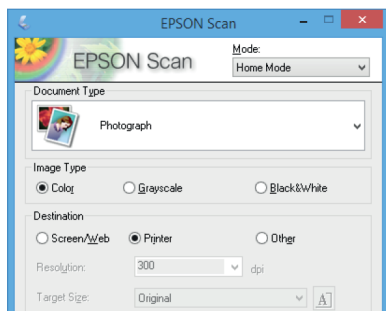 EPSON Scan
EPSON Scan
Mode:
Home Mode
Document Type
Photograph
Image Type
Color Grayscale Black&White
Destination
Screen/Web Printer Other
Resolution: 300 dpi
Target Size: Original A